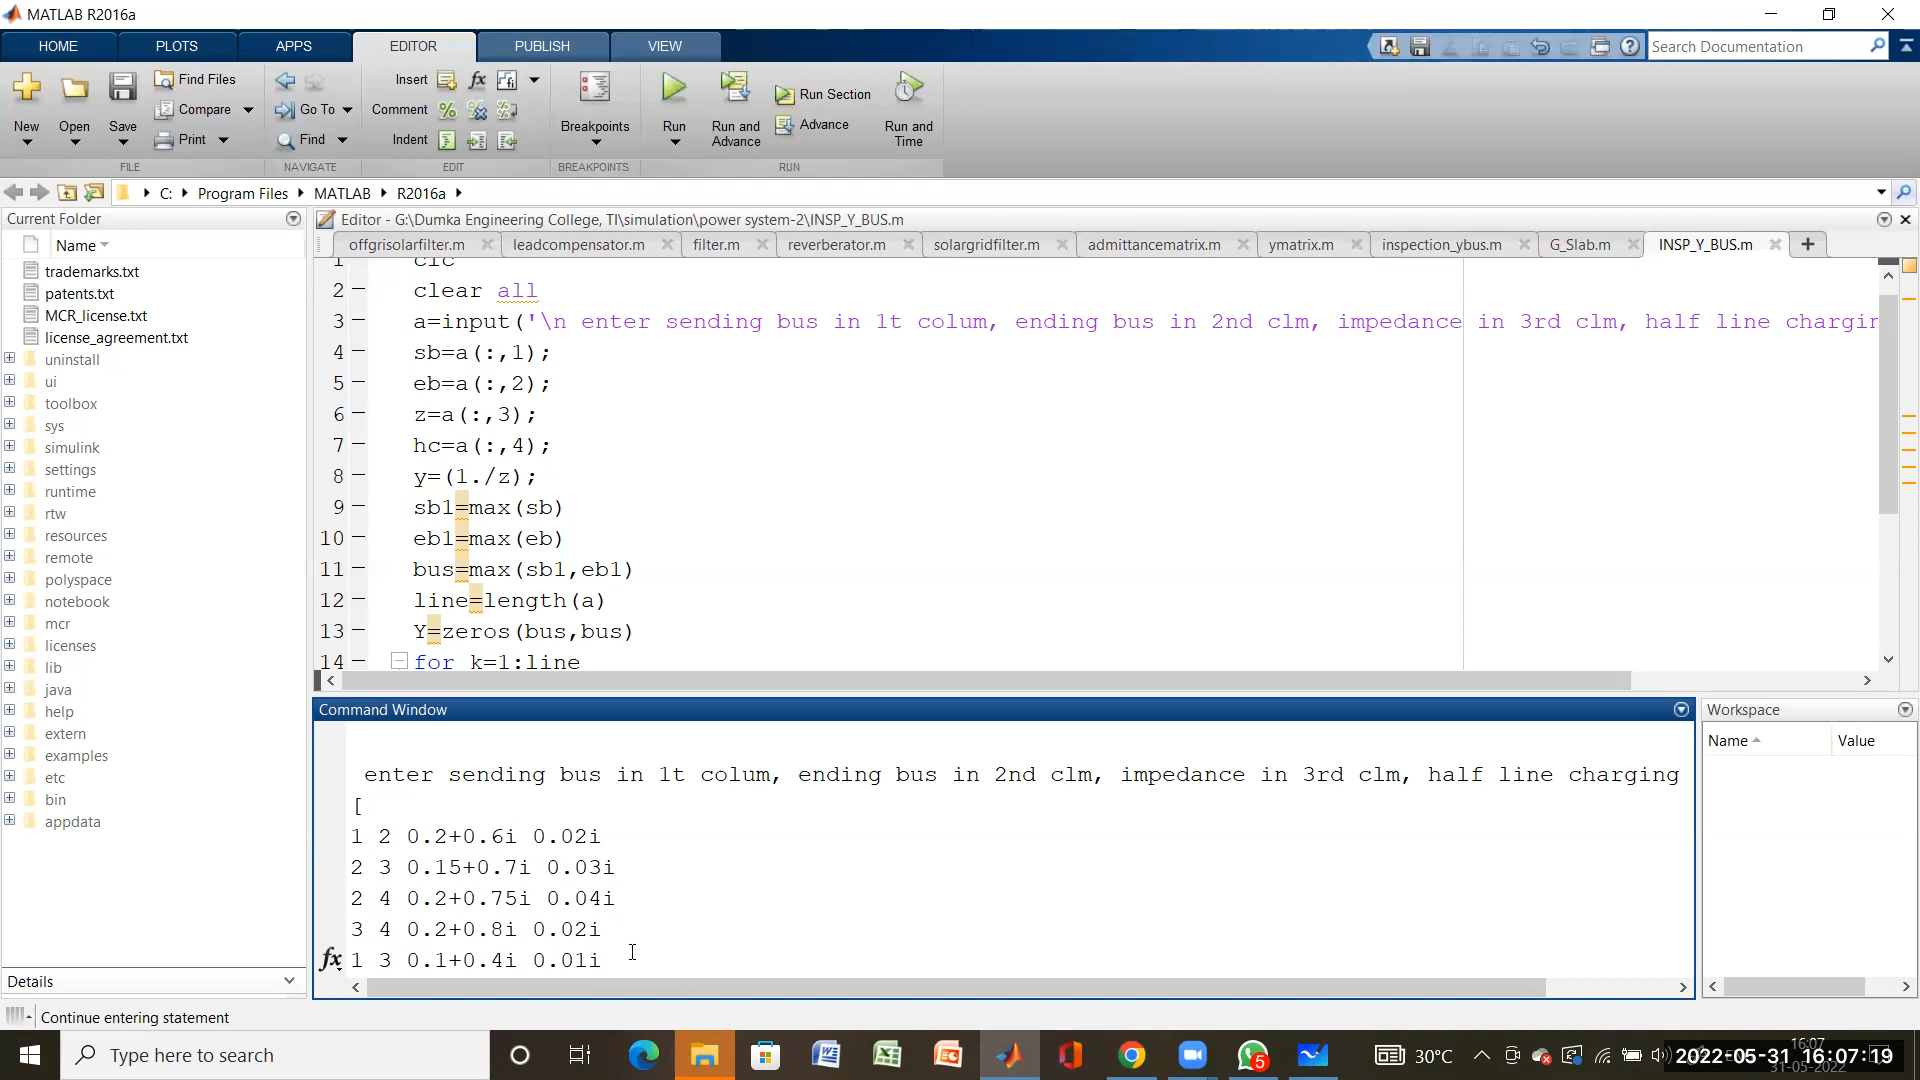 MATLAB R2016a
HOME PLOTS APPS EDITOR PUBLISH VIEW
Search Documentation
New Open Save
Find Files
Compare
Print
Go To
Find
Insert
Comment
Indent
Breakpoints
Run
Run and Advance
Run Section
Advance
Run and Time
FILE NAVIGATE EDIT BREAKPOINTS RUN
C: Program Files MATLAB R2016a
Current Folder
Name
trademarks.txt
patents.txt
MCR_license.txt
license_agreement.txt
uninstall
ui
toolbox
sys
simulink
settings
runtime
rtw
resources
remote
polyspace
notebook
mcr
licenses
lib
java
help
extern
examples
etc
bin
appdata
Details
Editor - G:\Dumka Engineering College, TI\simulation\power system-2\INSP_Y_BUS.m
offgrisolarfilter.m leadcompensator.m filter.m reverberator.m solargridfilter.m admittancematrix.m ymatrix.m inspection_ybus.m G_Slab.m INSP_Y_BUS.m
1 clc
2 clear all
3 a=input('\n enter sending bus in 1t colum, ending bus in 2nd clm, impedance in 3rd clm, half line chargin
4 sb=a(:,1);
5 eb=a(:,2);
6 z=a(:,3);
7 hc=a(:,4);
8 y=(1./z);
9 sb1=max(sb)
10 eb1=max(eb)
11 bus=max(sb1,eb1)
12 line=length(a)
13 Y=zeros(bus,bus)
14 for k=1:line
Command Window
enter sending bus in 1t colum, ending bus in 2nd clm, impedance in 3rd clm, half line charging
[
1 2 0.2+0.6i 0.02i
2 3 0.15+0.7i 0.03i
2 4 0.2+0.75i 0.04i
3 4 0.2+0.8i 0.02i
fx 1 3 0.1+0.4i 0.01i
Workspace
Name Value
Continue entering statement
Type here to search
5
30°C
16:07
2022-05-31 16:07:19
31-05-2022